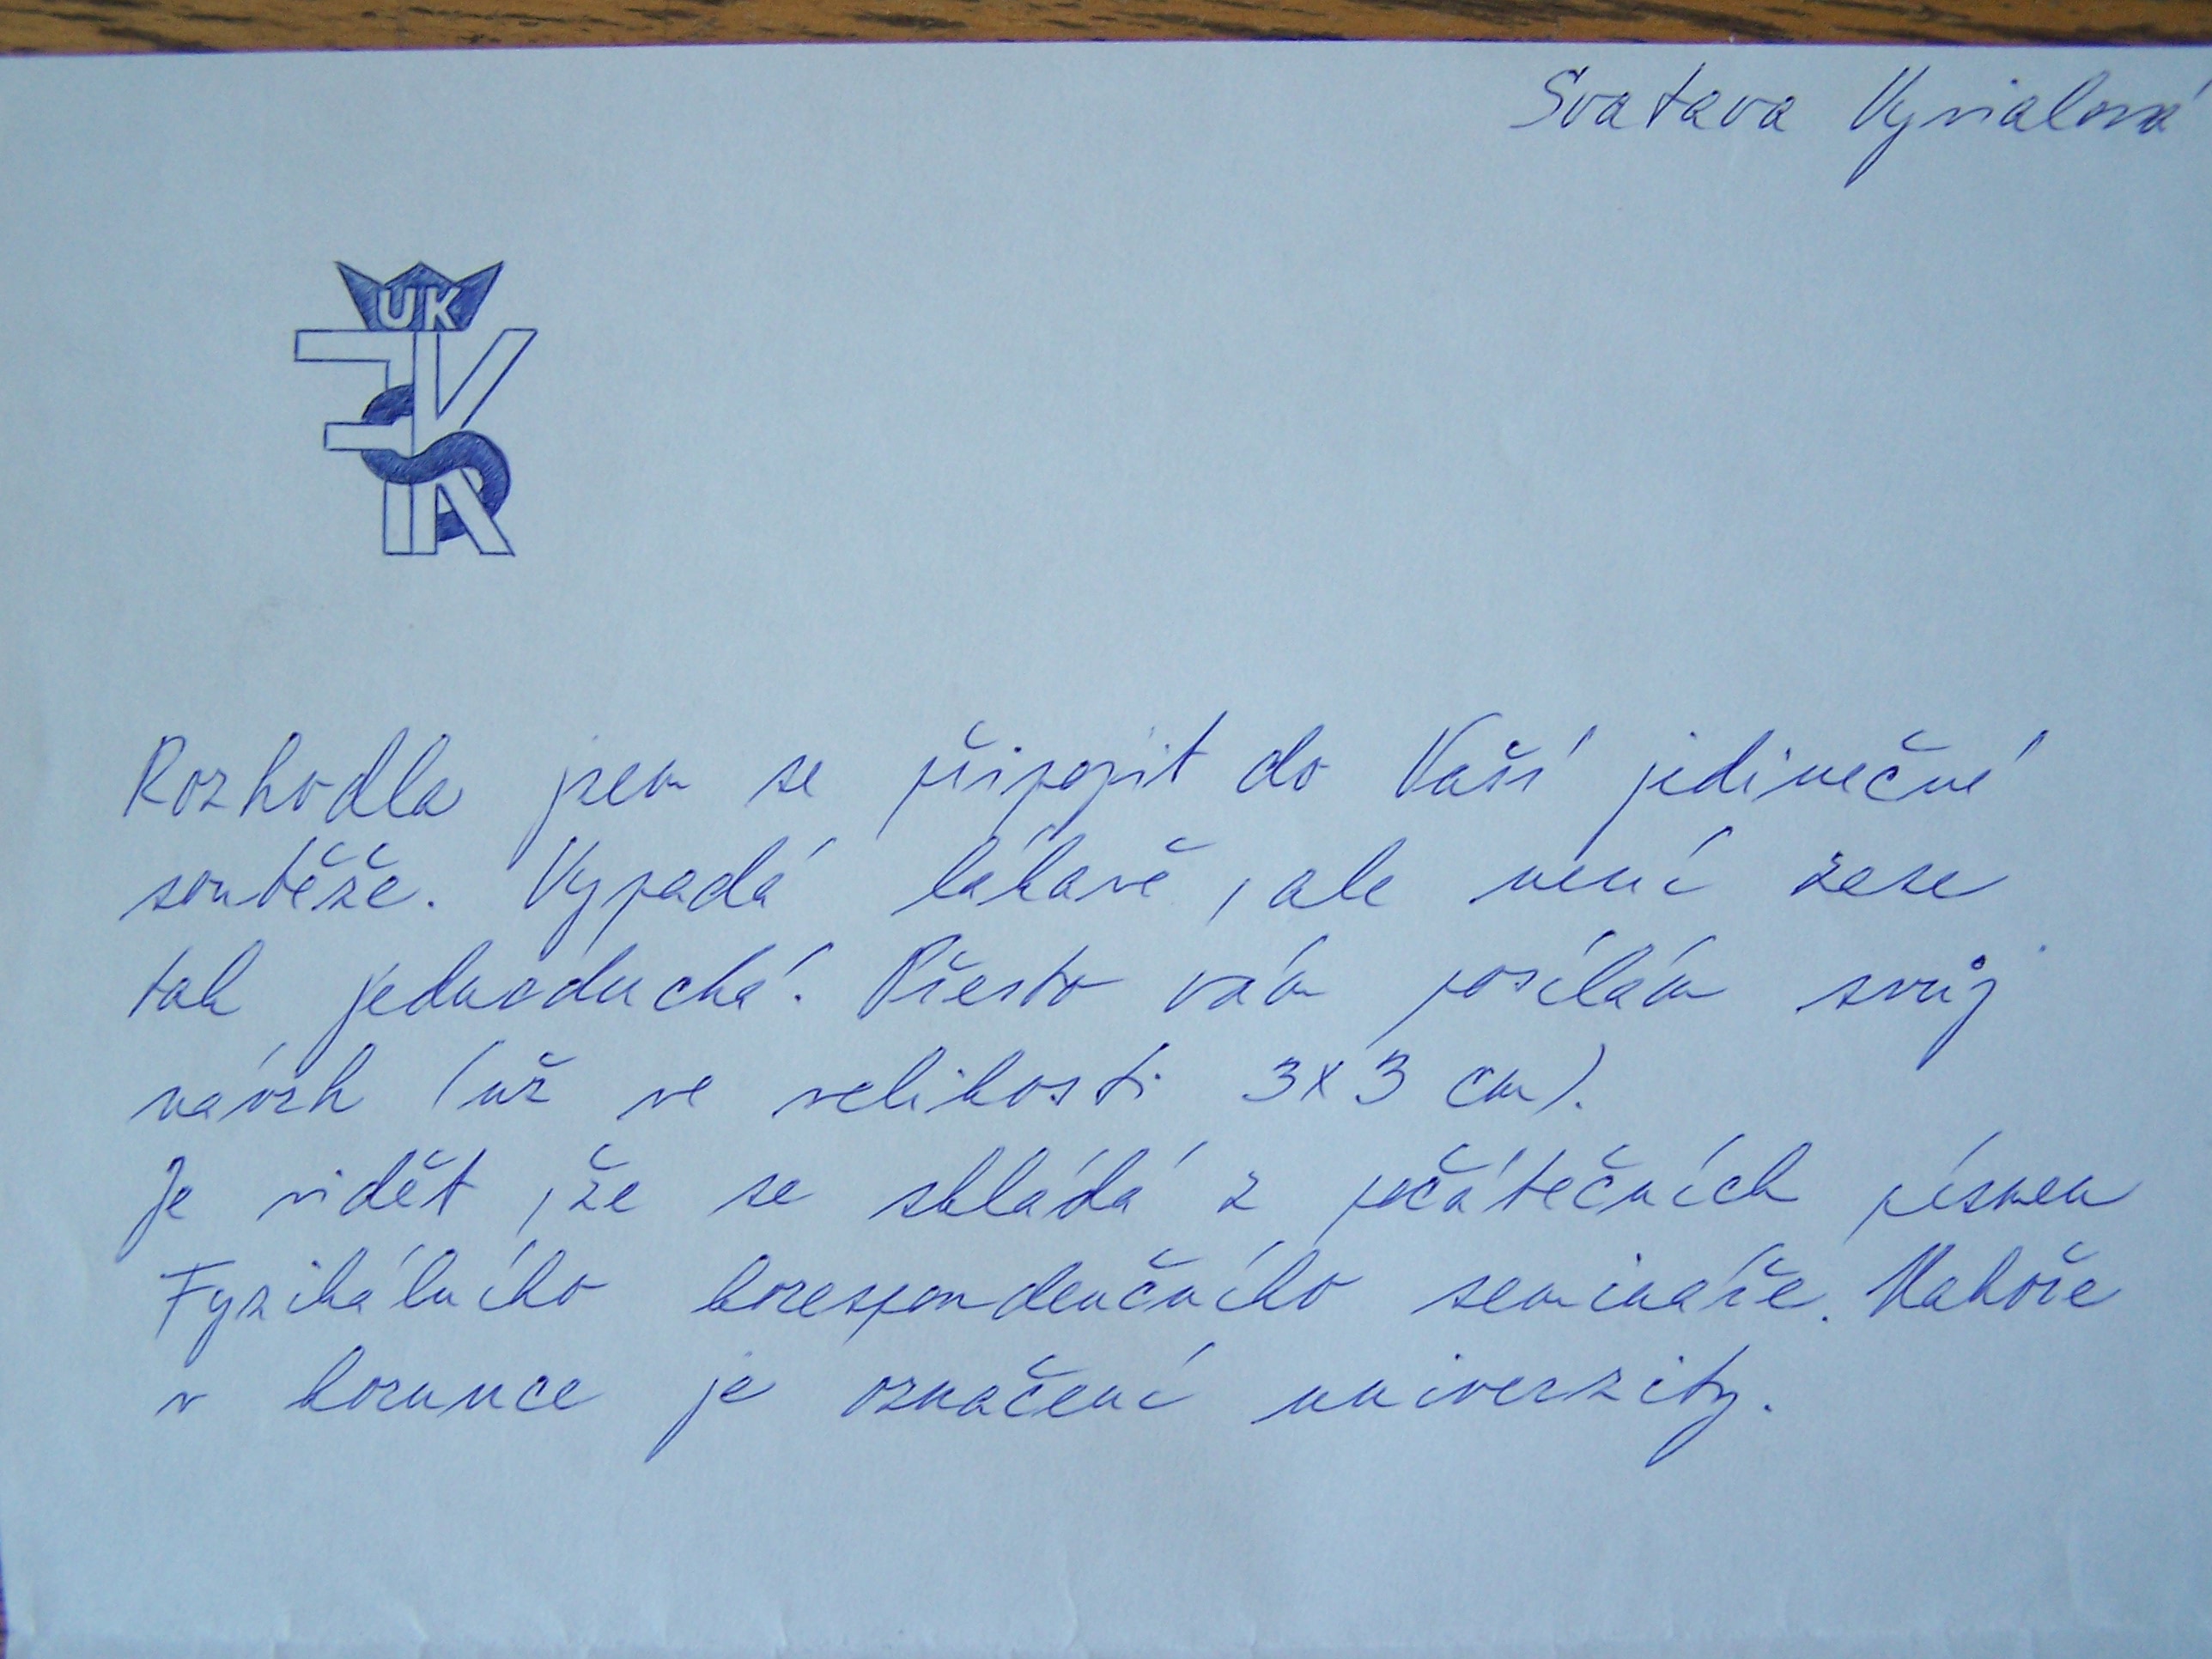 Svatava Vyvialová
UK
FKS
Rozhodla jsem se připojit do Vaší jedinečné
soutěže. Vypadá lákavě, ale není zase
tak jednoduchá. Přesto vám posílám svůj
návrh (už ve velikosti 3x3 cm).
Je vidět, že se skládá z počátečních písmen
Fyzikálního korespondenčního semináře. Nahoře
v korunce je označení univerzity.